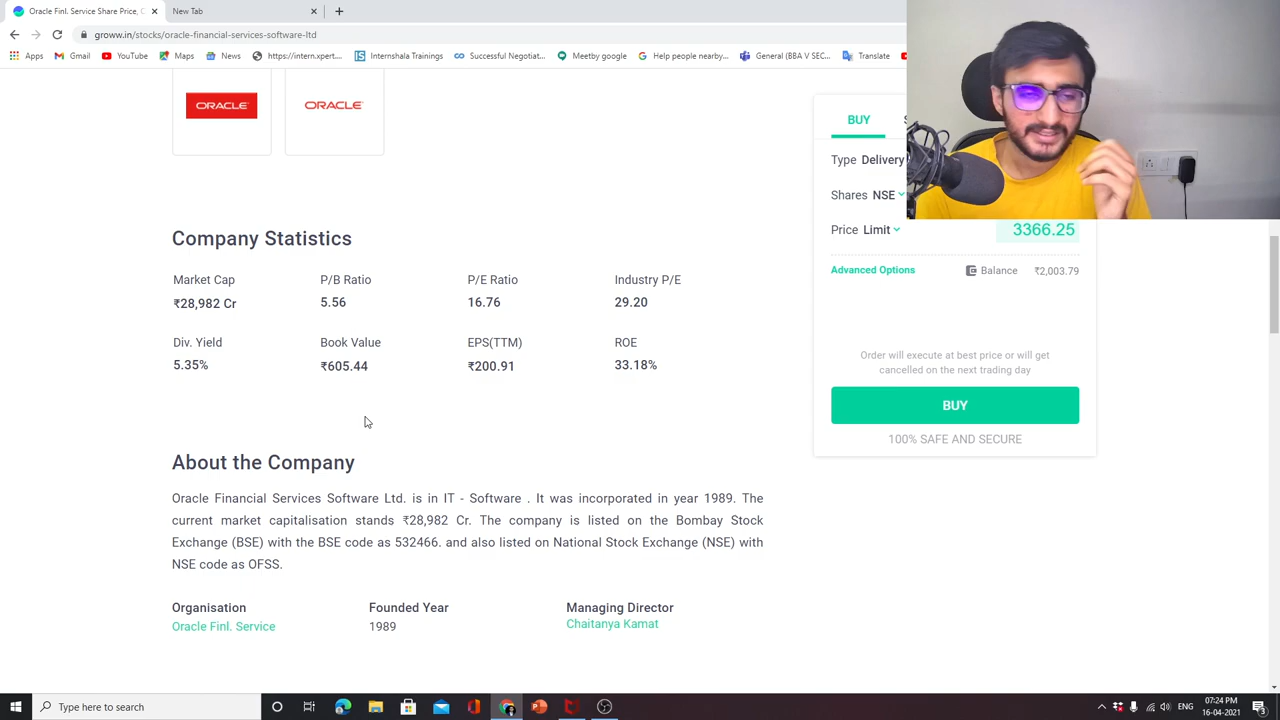 Oracle Finl. Service Share Price, C
New Tab
groww.in/stocks/oracle-financial-services-software-ltd
Apps
Gmail
YouTube
Maps
News
https://intern.xpert....
Internshala Trainings
Successful Negotiat...
Meetby google
Help people nearby...
General (BBA V SEC...
Translate
ORACLE
ORACLE
BUY
Type Delivery
Shares NSE
Price Limit
3366.25
Advanced Options
Balance
₹2,003.79
Order will execute at best price or will get
cancelled on the next trading day
BUY
100% SAFE AND SECURE
Company Statistics
Market Cap
P/B Ratio
P/E Ratio
Industry P/E
₹28,982 Cr
5.56
16.76
29.20
Div. Yield
Book Value
EPS(TTM)
ROE
5.35%
₹605.44
₹200.91
33.18%
About the Company
Oracle Financial Services Software Ltd. is in IT - Software . It was incorporated in year 1989. The
current market capitalisation stands ₹28,982 Cr. The company is listed on the Bombay Stock
Exchange (BSE) with the BSE code as 532466. and also listed on National Stock Exchange (NSE) with
NSE code as OFSS.
Organisation
Founded Year
Managing Director
Oracle Finl. Service
1989
Chaitanya Kamat
Type here to search
07:24 PM
16-04-2021